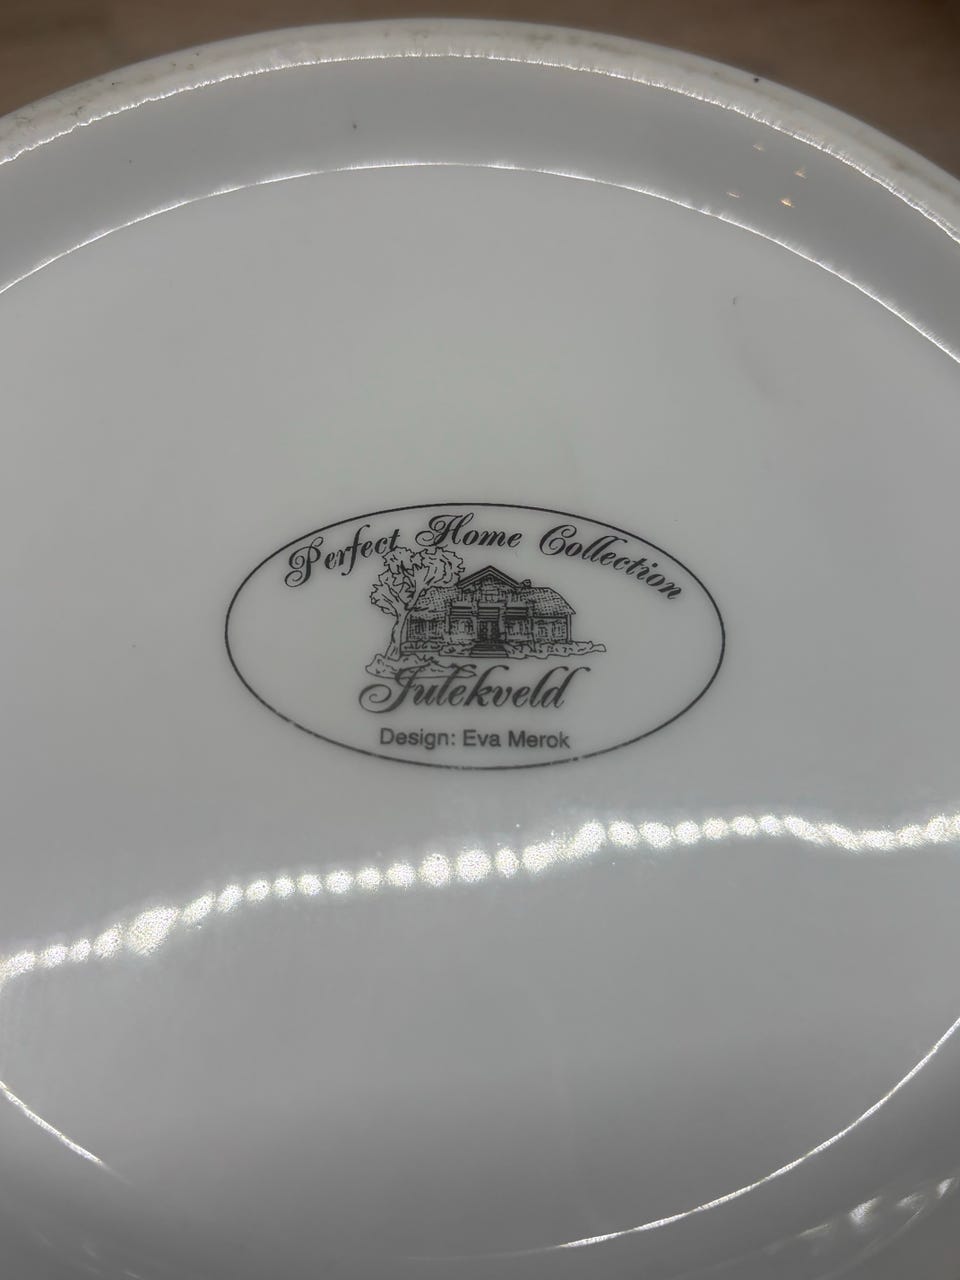 Perfect Home Collection
Julekveld
Design: Eva Merok